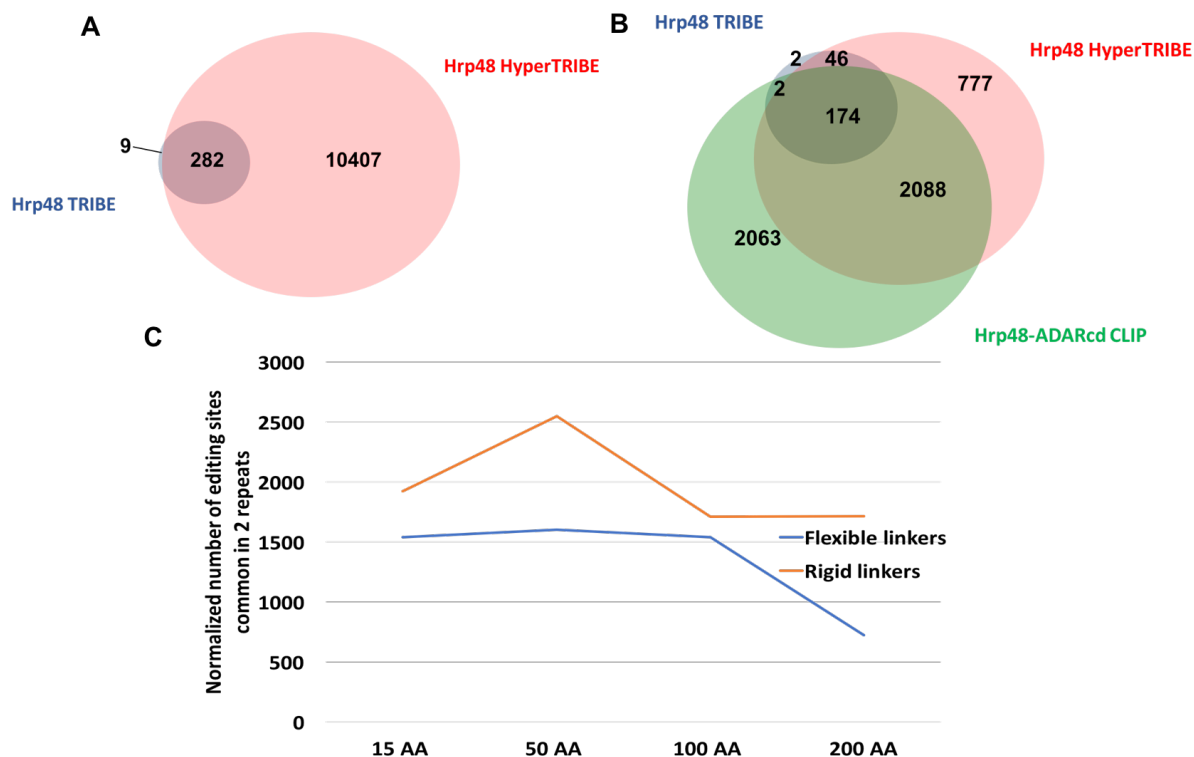 A
Hrp48 HyperTRIBE
9
282
10407
Hrp48 TRIBE
B
Hrp48 TRIBE
Hrp48 HyperTRIBE
2
46
777
2
174
2088
2063
Hrp48-ADARcd CLIP
C
Normalized number of editing sites
common in 2 repeats
3000
2500
2000
1500
1000
500
0
Flexible linkers
Rigid linkers
15 AA
50 AA
100 AA
200 AA